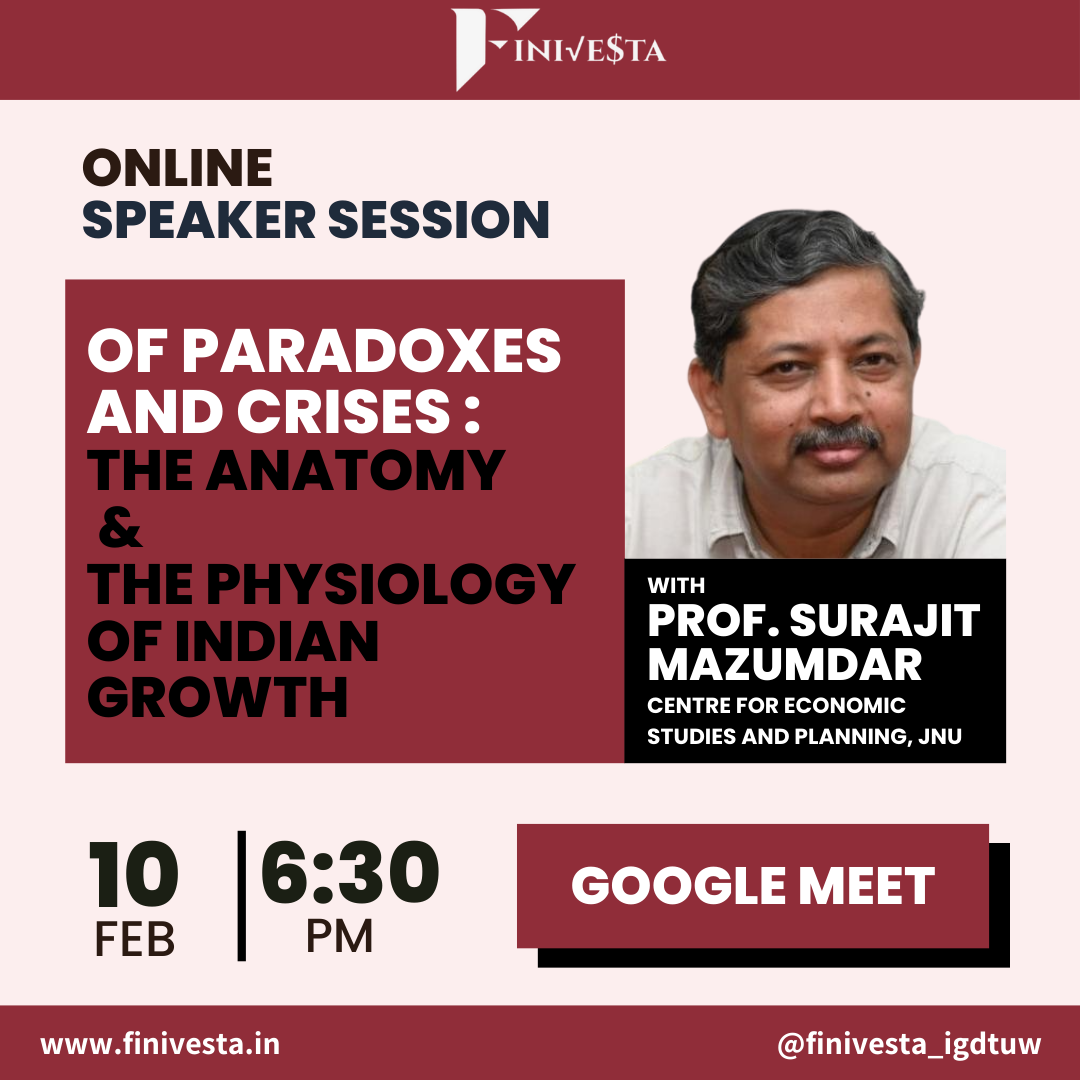 FINIVE$TA
ONLINE
SPEAKER SESSION
OF PARADOXES
AND CRISES :
THE ANATOMY
&
THE PHYSIOLOGY
OF INDIAN
GROWTH
WITH
PROF. SURAJIT
MAZUMDAR
CENTRE FOR ECONOMIC
STUDIES AND PLANNING, JNU
10
FEB
6:30
PM
GOOGLE MEET
www.finivesta.in
@finivesta_igdtuw